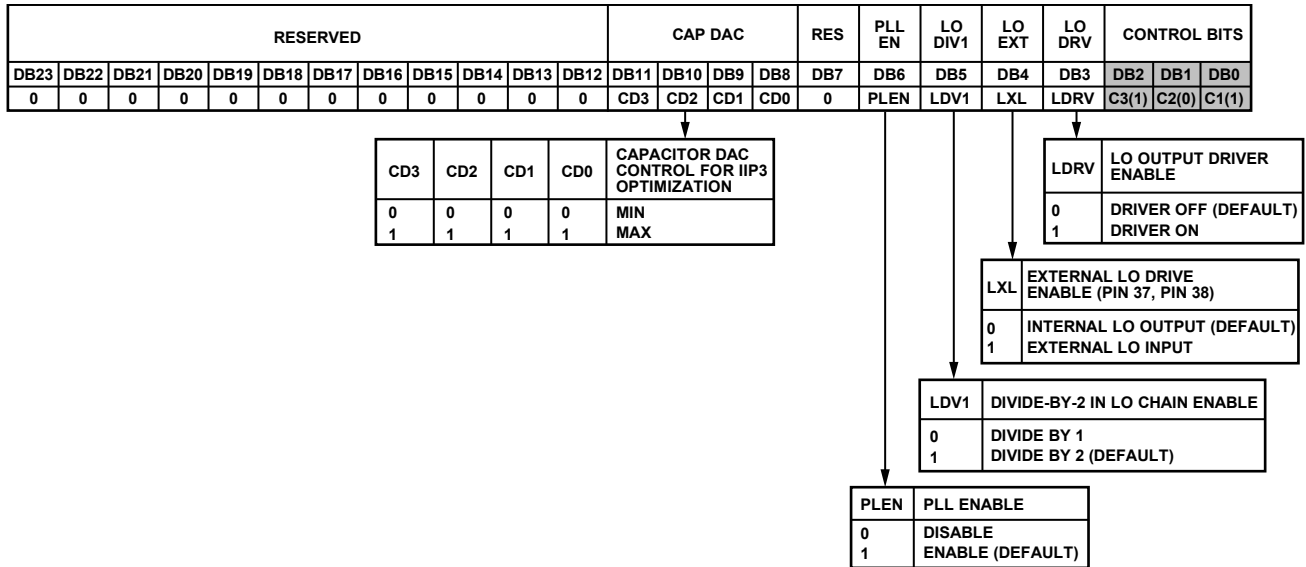 RESERVED CAP DAC RES PLL EN LO DIV1 LO EXT LO DRV CONTROL BITS
DB23 DB22 DB21 DB20 DB19 DB18 DB17 DB16 DB15 DB14 DB13 DB12 DB11 DB10 DB9 DB8 DB7 DB6 DB5 DB4 DB3 DB2 DB1 DB0
0 0 0 0 0 0 0 0 0 0 0 0 CD3 CD2 CD1 CD0 0 PLEN LDV1 LXL LDRV C3(1) C2(0) C1(1)
CD3 CD2 CD1 CD0 CAPACITOR DAC
CONTROL FOR IIP3
OPTIMIZATION
0 0 0 0 MIN
1 1 1 1 MAX
LDRV LO OUTPUT DRIVER
ENABLE
0 DRIVER OFF (DEFAULT)
1 DRIVER ON
LXL EXTERNAL LO DRIVE
ENABLE (PIN 37, PIN 38)
0 INTERNAL LO OUTPUT (DEFAULT)
1 EXTERNAL LO INPUT
LDV1 DIVIDE-BY-2 IN LO CHAIN ENABLE
0 DIVIDE BY 1
1 DIVIDE BY 2 (DEFAULT)
PLEN PLL ENABLE
0 DISABLE
1 ENABLE (DEFAULT)